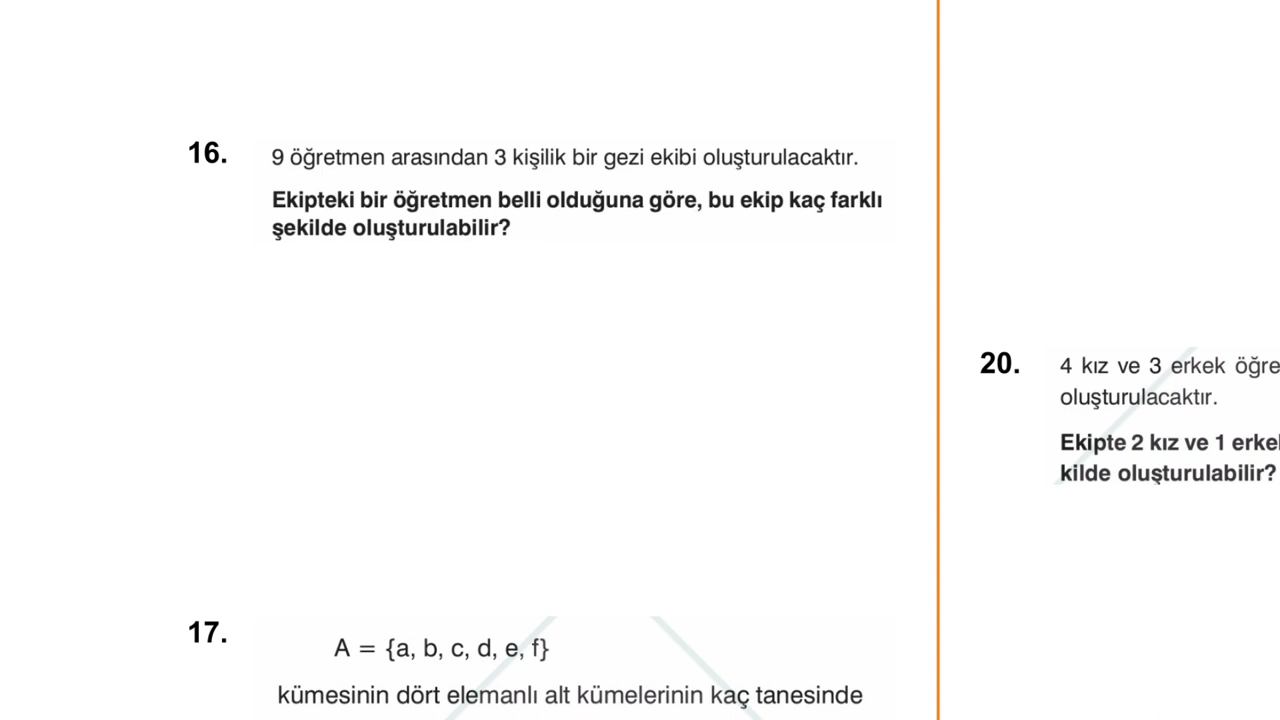 16.
9 öğretmen arasından 3 kişilik bir gezi ekibi oluşturulacaktır.
Ekipteki bir öğretmen belli olduğuna göre, bu ekip kaç farklı
şekilde oluşturulabilir?
17.
A = {a, b, c, d, e, f}
kümesinin dört elemanlı alt kümelerinin kaç tanesinde
20.
4 kız ve 3 erkek öğre
oluşturulacaktır.
Ekipte 2 kız ve 1 erkek
kilde oluşturulabilir?